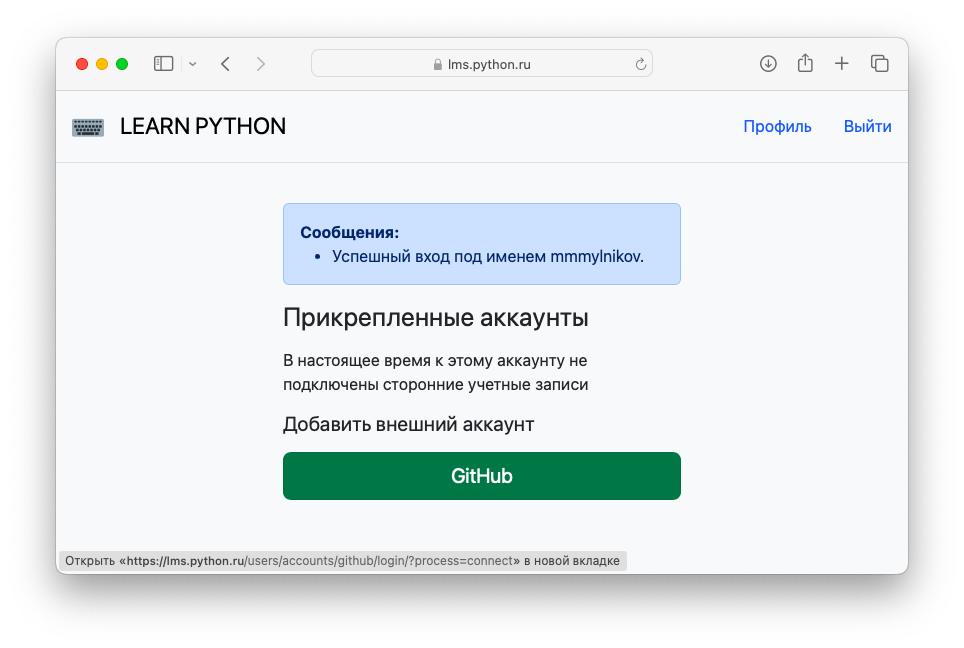 lms.python.ru
LEARN PYTHON
Профиль
Выйти
Сообщения:
• Успешный вход под именем mmmylnikov.
Прикрепленные аккаунты
В настоящее время к этому аккаунту не
подключены сторонние учетные записи
Добавить внешний аккаунт
GitHub
Открыть «https://lms.python.ru/users/accounts/github/login/?process=connect» в новой вкладке